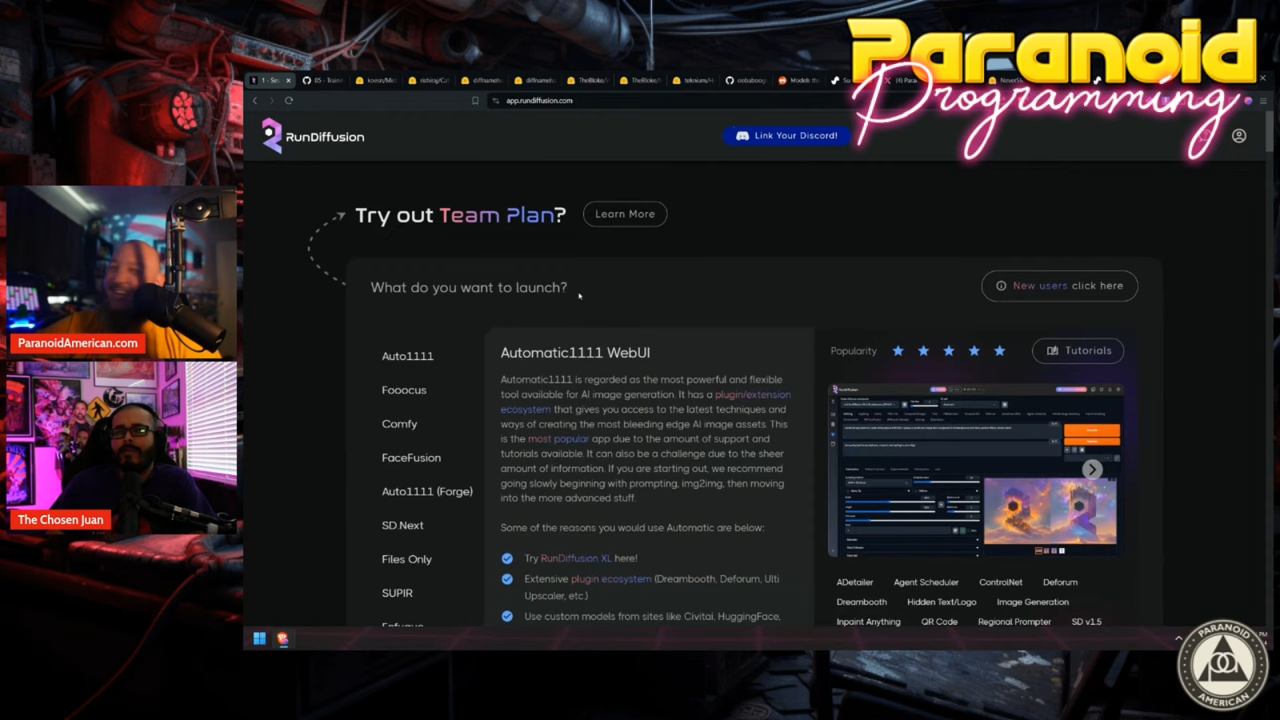 Paranoid
Programming
app.rundiffusion.com
RunDiffusion
Link Your Discord!
Try out Team Plan?
Learn More
What do you want to launch?
New users click here
Auto1111
Fooocus
Comfy
FaceFusion
Auto1111 (Forge)
SD.Next
Files Only
SUPIR
Automatic1111 WebUI
Automatic1111 is regarded as the most powerful and flexible
tool available for AI image generation. It has a plugin/extension
ecosystem that gives you access to the latest techniques and
ways of creating the most bleeding edge AI image assets. This
is the most popular app due to the amount of support and
tutorials available. It can also be a challenge due to the sheer
amount of information. If you are starting out, we recommend
going slowly beginning with prompting, img2img, then moving
into the more advanced stuff.
Some of the reasons you would use Automatic are below:
Try RunDiffusion XL here!
Extensive plugin ecosystem (Dreambooth, Deforum, Ulti
Upscaler, etc.)
Use custom models from sites like Civitai, HuggingFace,
Popularity
Tutorials
ADetailer Agent Scheduler ControlNet Deforum
Dreambooth Hidden Text/Logo Image Generation
Inpaint Anything QR Code Regional Prompter SD v1.5
ParanoidAmerican.com
The Chosen Juan
PARANOID
pa
AMERICAN